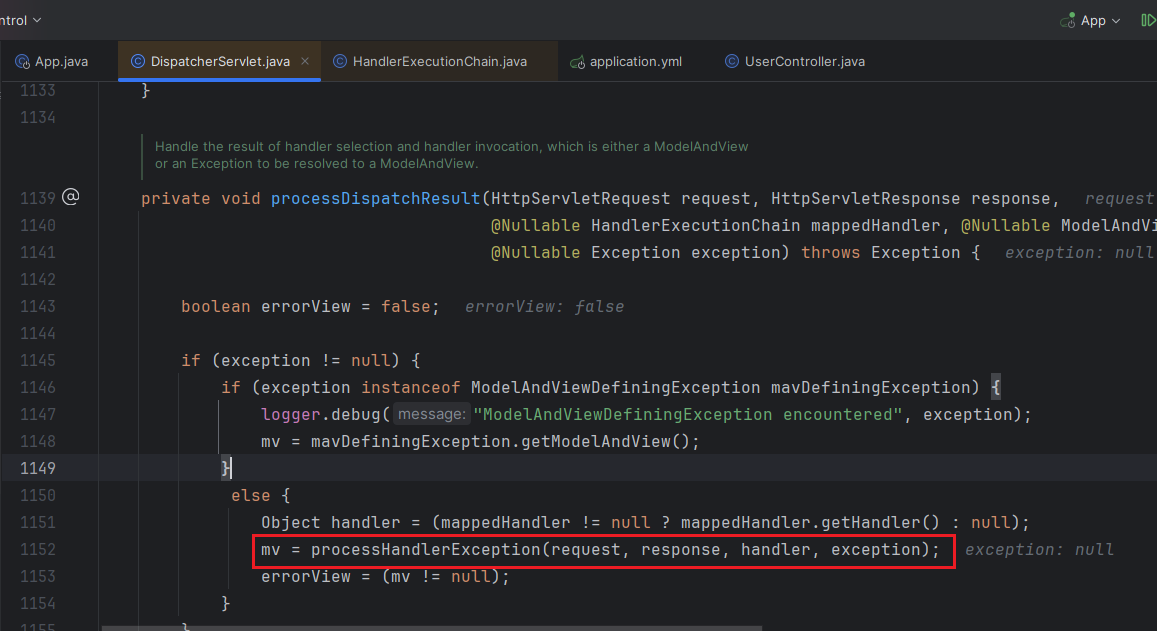 ntrol
App
App.java
DispatcherServlet.java
HandlerExecutionChain.java
application.yml
UserController.java
1133 }
1134
Handle the result of handler selection and handler invocation, which is either a ModelAndView
or an Exception to be resolved to a ModelAndView.
1139 @ private void processDispatchResult(HttpServletRequest request, HttpServletResponse response, request
1140 @Nullable HandlerExecutionChain mappedHandler, @Nullable ModelAndVi
1141 @Nullable Exception exception) throws Exception { exception: null
1142
1143 boolean errorView = false; errorView: false
1144
1145 if (exception != null) {
1146 if (exception instanceof ModelAndViewDefiningException mavDefiningException) {
1147 logger.debug( message: "ModelAndViewDefiningException encountered", exception);
1148 mv = mavDefiningException.getModelAndView();
1149 }
1150 else {
1151 Object handler = (mappedHandler != null ? mappedHandler.getHandler() : null);
1152 mv = processHandlerException(request, response, handler, exception); exception: null
1153 errorView = (mv != null);
1154 }
1155 }